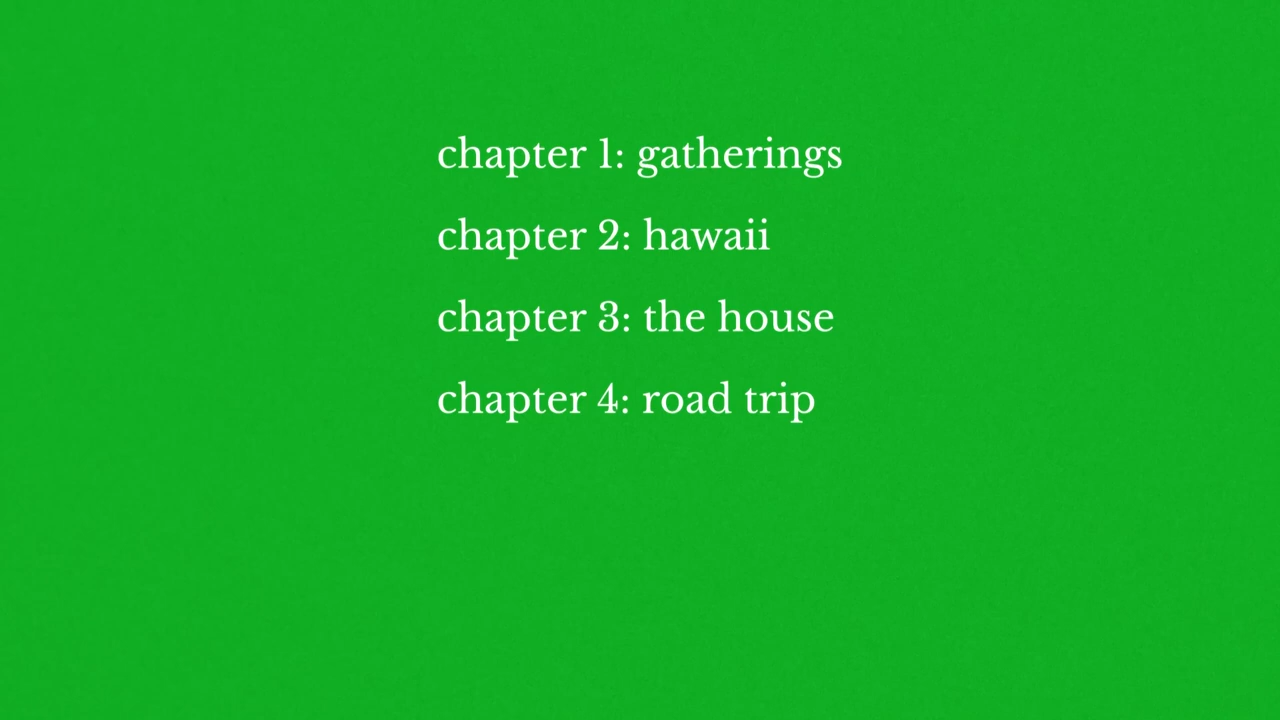 chapter 1: gatherings
chapter 2: hawaii
chapter 3: the house
chapter 4: road trip